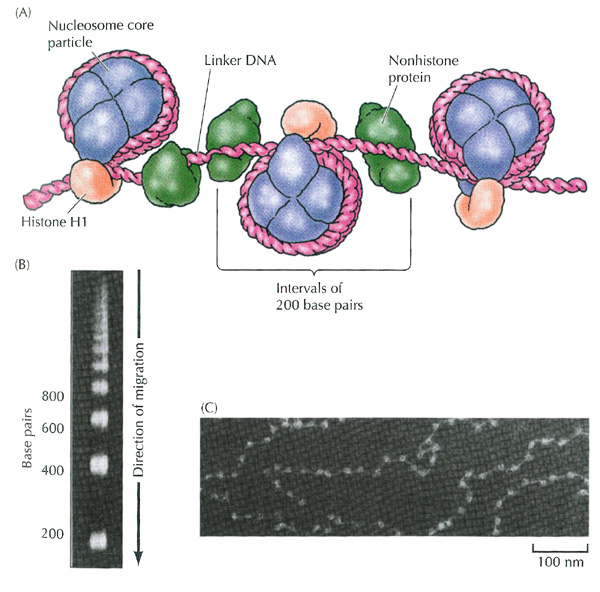 (A)
Nucleosome core
particle
Linker DNA
Nonhistone
protein
Histone H1
Intervals of
200 base pairs
(B)
800
600
400
200
Base pairs
Direction of migration
(C)
100 nm